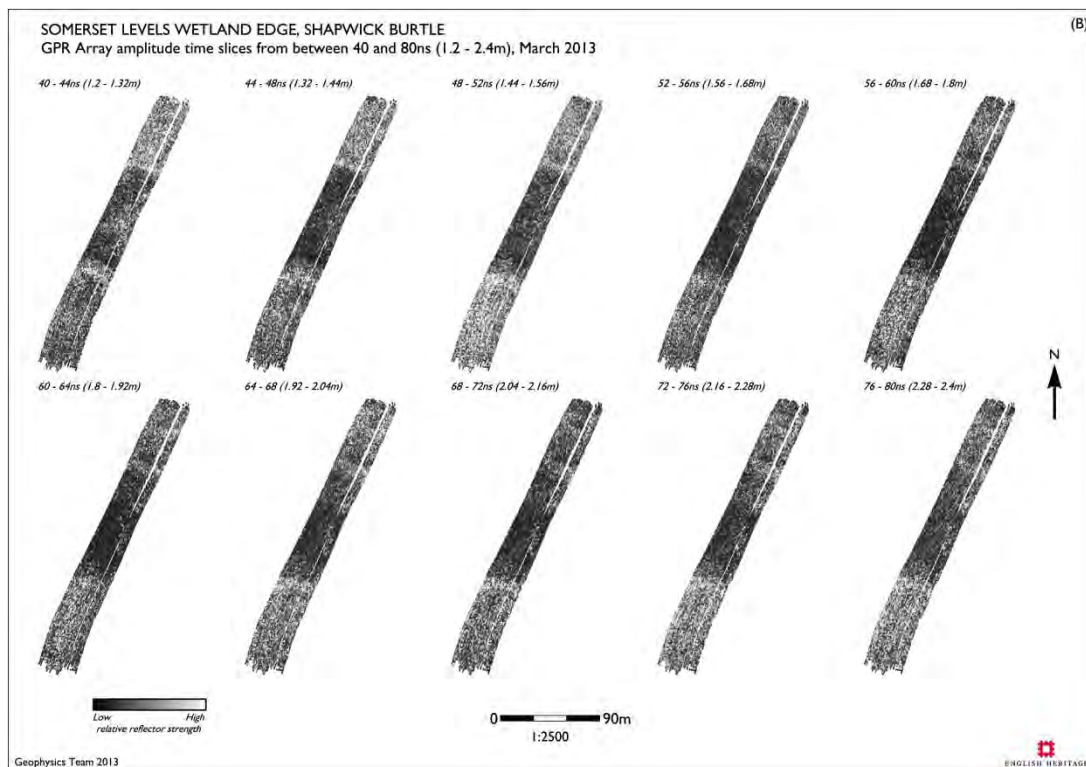 SOMERSET LEVELS WETLAND EDGE, SHAPWICK BURTLE
(B)
GPR Array amplitude time slices from between 40 and 80ns (1.2 - 2.4m), March 2013
40 - 44ns (1.2 - 1.32m)
44 - 48ns (1.32 - 1.44m)
48 - 52ns (1.44 - 1.56m)
52 - 56ns (1.56 - 1.68m)
56 - 60ns (1.68 - 1.8m)
N
60 - 64ns (1.8 - 1.92m)
64 - 68 (1.92 - 2.04m)
68 - 72ns (2.04 - 2.16m)
72 - 76ns (2.16 - 2.28m)
76 - 80ns (2.28 - 2.4m)
Low High
relative reflector strength
0 90m
1:2500
Geophysics Team 2013
ENGLISH HERITAGE